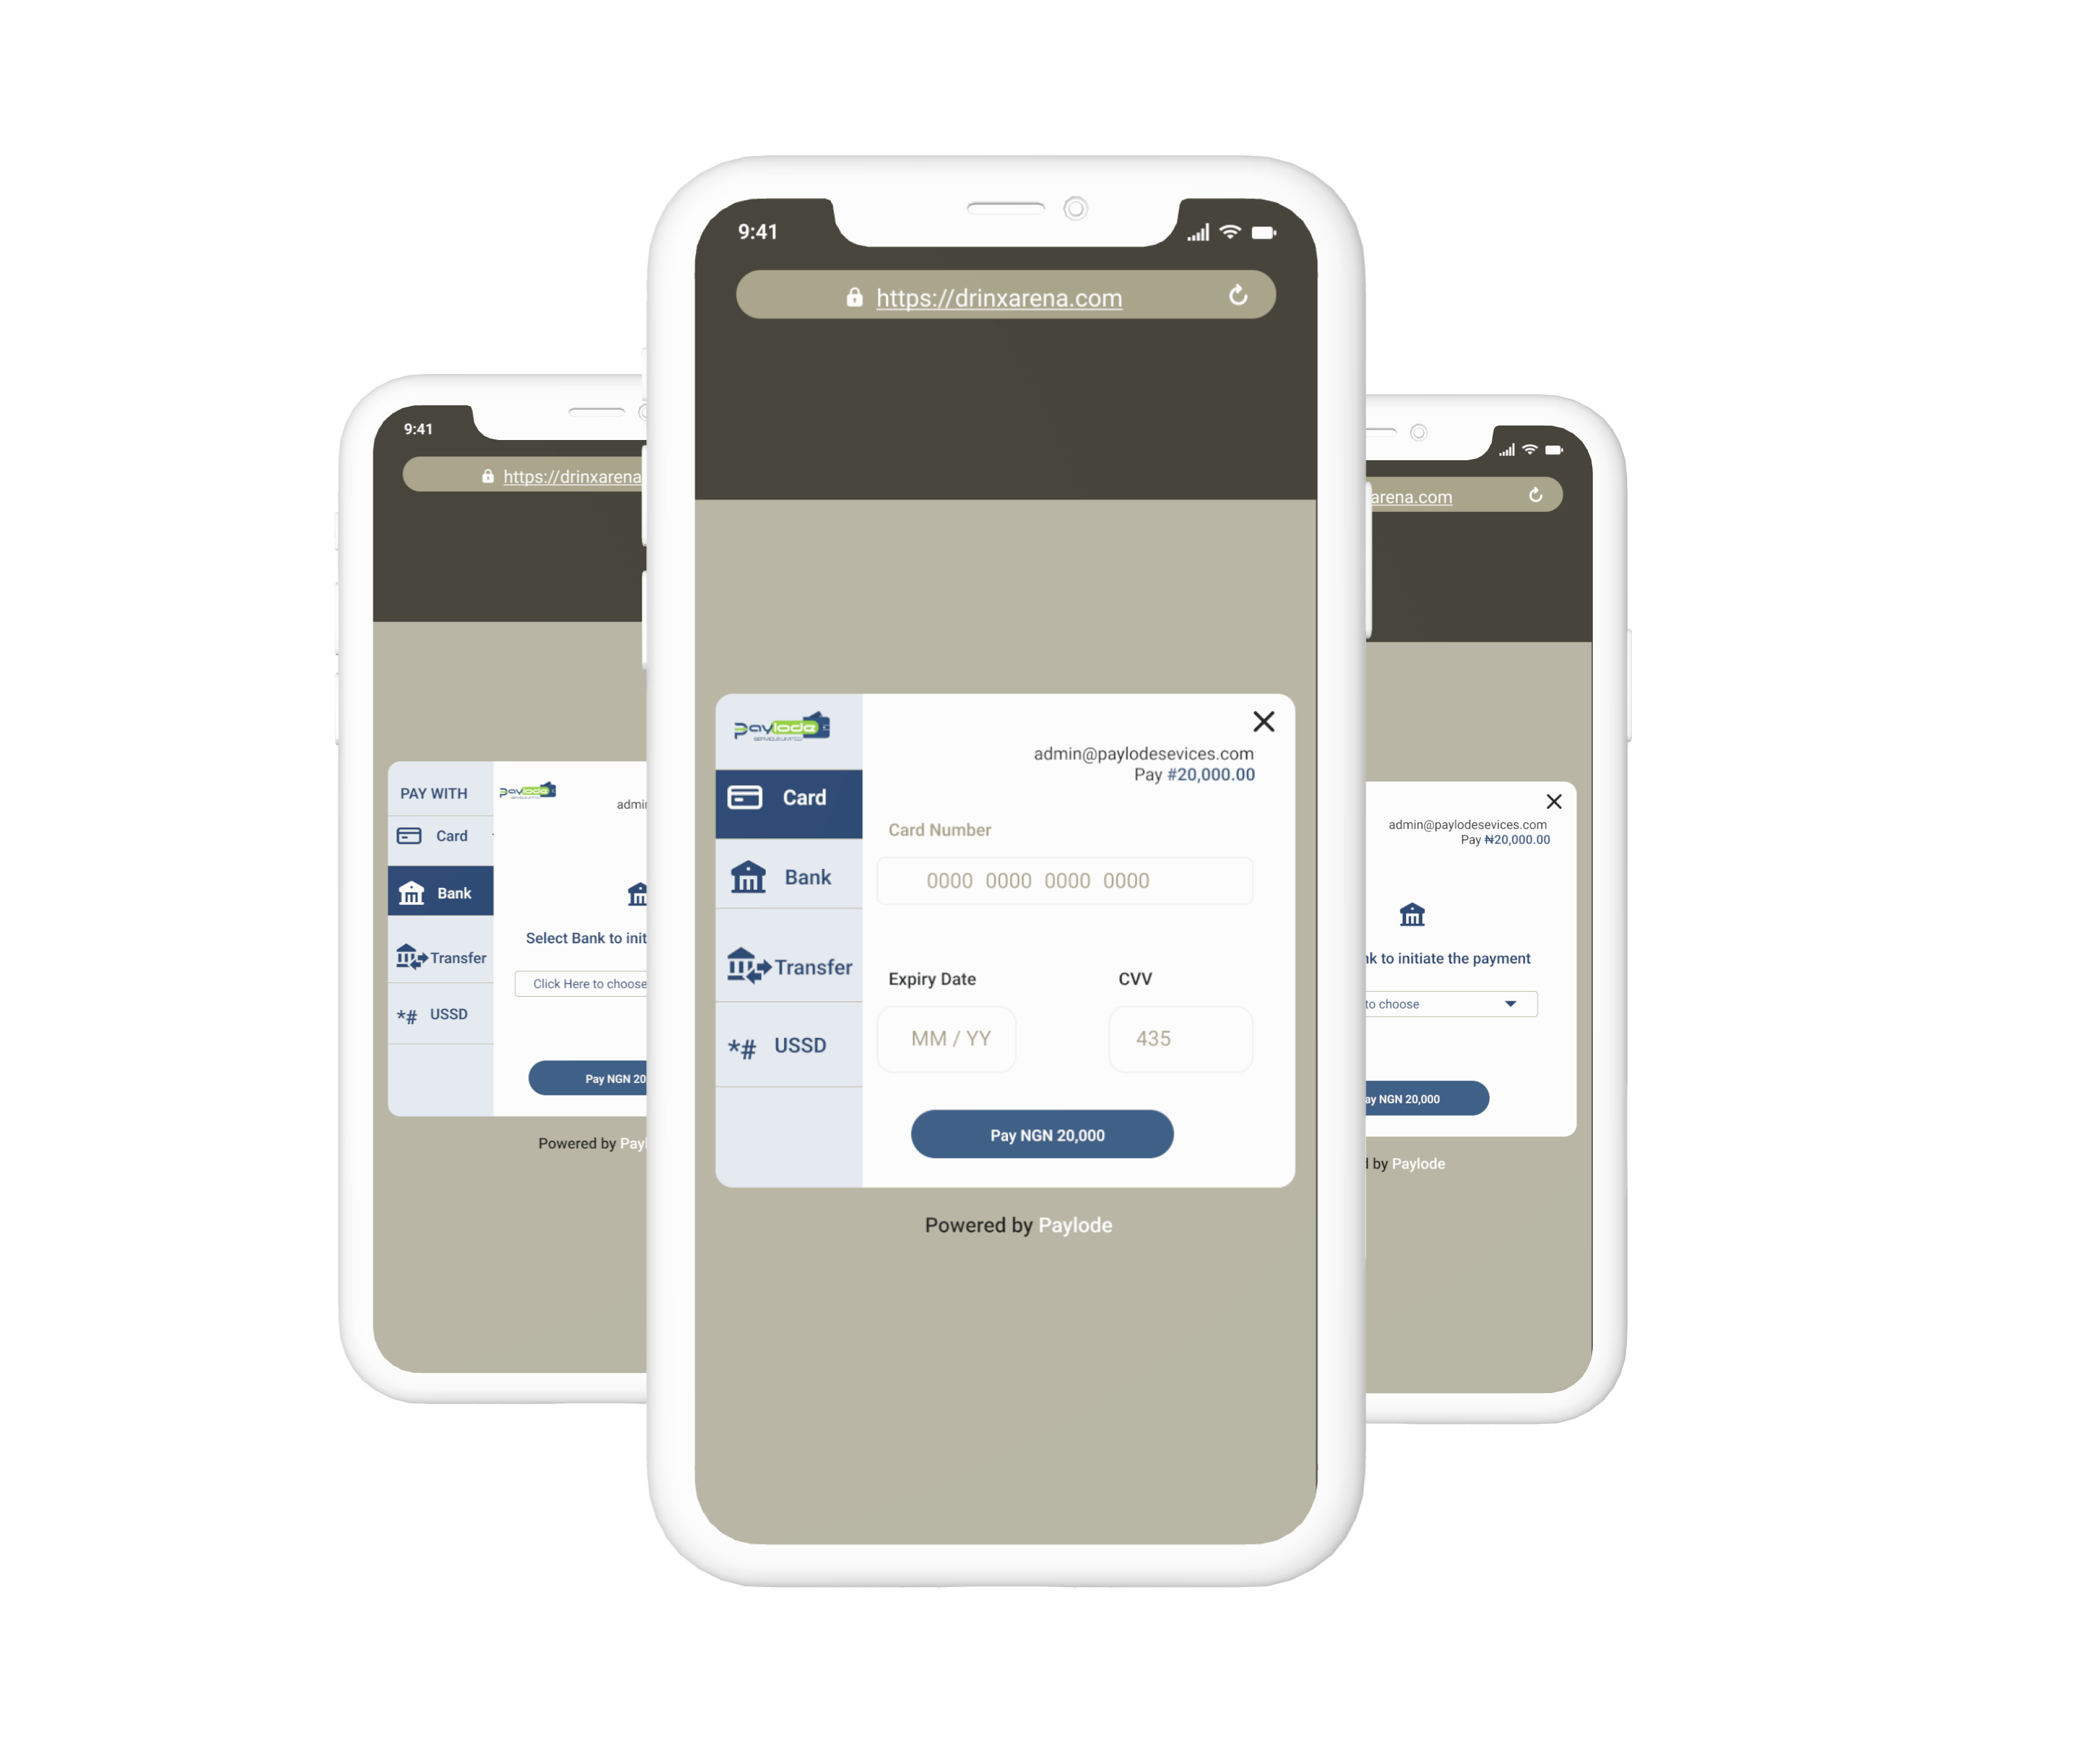 9:41
https://drinxarena.com
paylode
admin@paylodesevices.com
Pay #20,000.00
Card
Card Number
0000 0000 0000 0000
Bank
Transfer
Expiry Date
CVV
MM / YY
435
*# USSD
Pay NGN 20,000
Powered by Paylode
9:41
https://drinxarena
PAY WITH
paylode
admi
Card
Bank
Select Bank to init
Transfer
Click Here to choose
*# USSD
Pay NGN 20
Powered by Payl
arena.com
admin@paylodesevices.com
Pay ₦20,000.00
nk to initiate the payment
to choose
ay NGN 20,000
d by Paylode